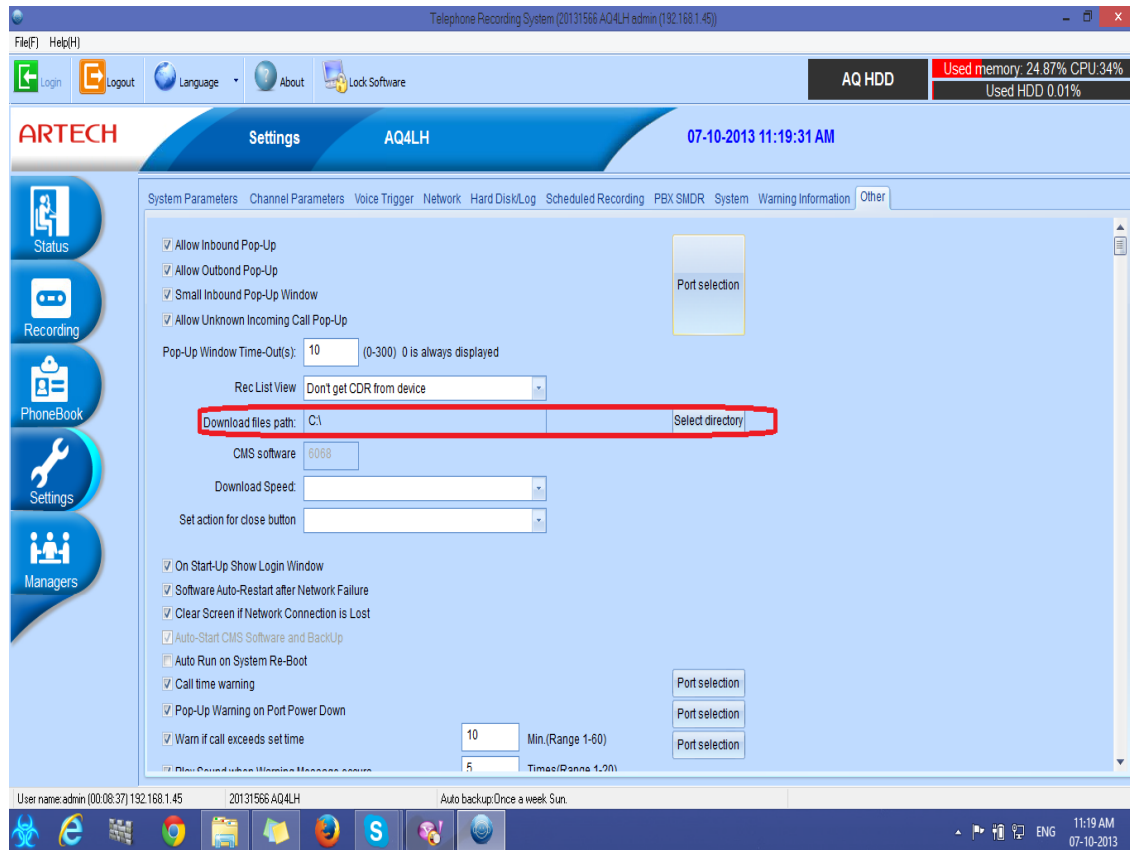 Telephone Recording System (20131566 AQ4LH admin (192.168.1.45))
File(F) Help(H)
Login Logout Language About Lock Software
AQ HDD
Used memory: 24.87% CPU:34%
Used HDD 0.01%
ARTECH Settings AQ4LH 07-10-2013 11:19:31 AM
System Parameters Channel Parameters Voice Trigger Network Hard Disk/Log Scheduled Recording PBX SMDR System Warning Information Other
Status
Recording
PhoneBook
Settings
Managers
Allow Inbound Pop-Up
Allow Outbond Pop-Up
Small Inbound Pop-Up Window
Allow Unknown Incoming Call Pop-Up
Port selection
Pop-Up Window Time-Out(s): 10 (0-300) 0 is always displayed
Rec List View Don't get CDR from device
Download files path: C:\ Select directory
CMS software 6068
Download Speed:
Set action for close button
On Start-Up Show Login Window
Software Auto-Restart after Network Failure
Clear Screen if Network Connection is Lost
Auto-Start CMS Software and BackUp
Auto Run on System Re-Boot
Call time warning Port selection
Pop-Up Warning on Port Power Down Port selection
Warn if call exceeds set time 10 Min.(Range 1-60) Port selection
Play Sound when Warning Message occurs 5 Times(Range 1-20)
User name:admin (00:08:37) 192.168.1.45 20131566 AQ4LH Auto backup:Once a week Sun.
ENG 11:19 AM
07-10-2013